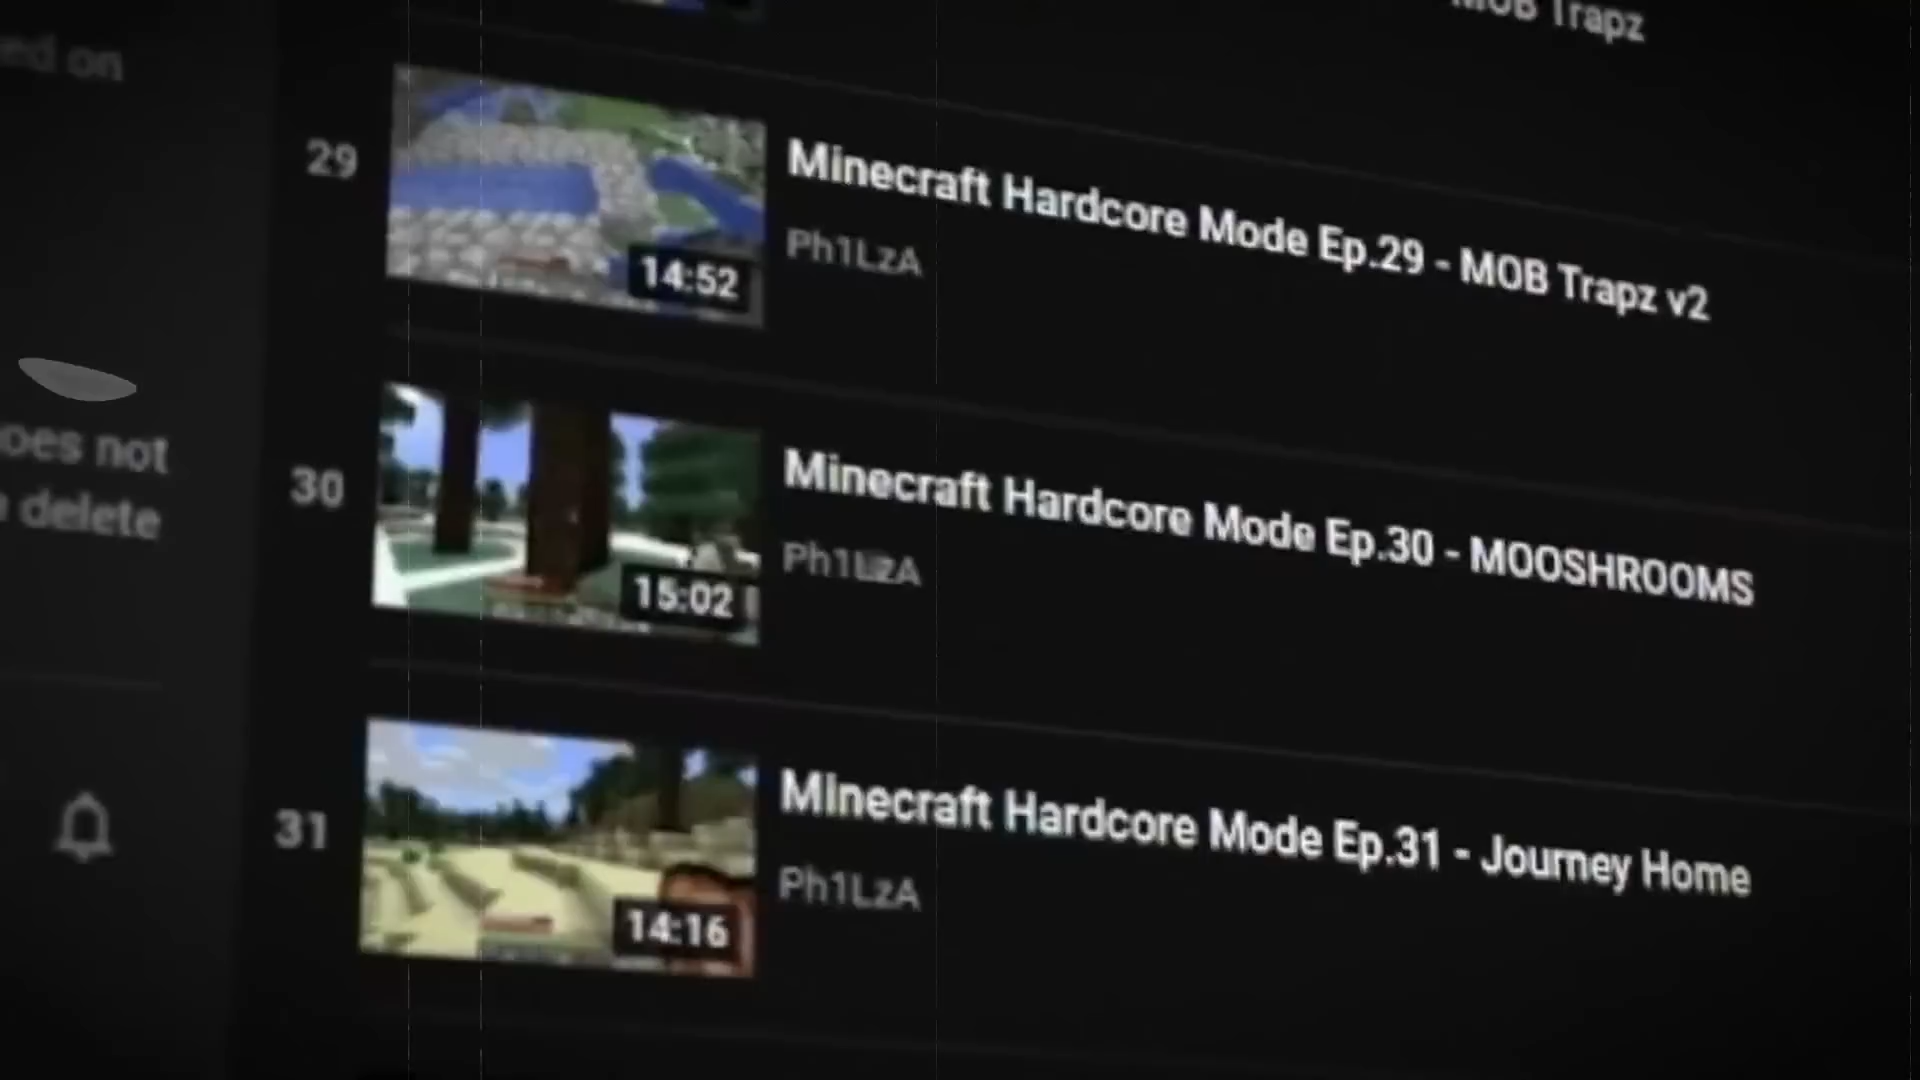 MOB Trapz
ed on
29
14:52
Minecraft Hardcore Mode Ep.29 - MOB Trapz v2
Ph1LzA
oes not
delete
30
15:02
Minecraft Hardcore Mode Ep.30 - MOOSHROOMS
Ph1LzA
31
14:16
Minecraft Hardcore Mode Ep.31 - Journey Home
Ph1LzA